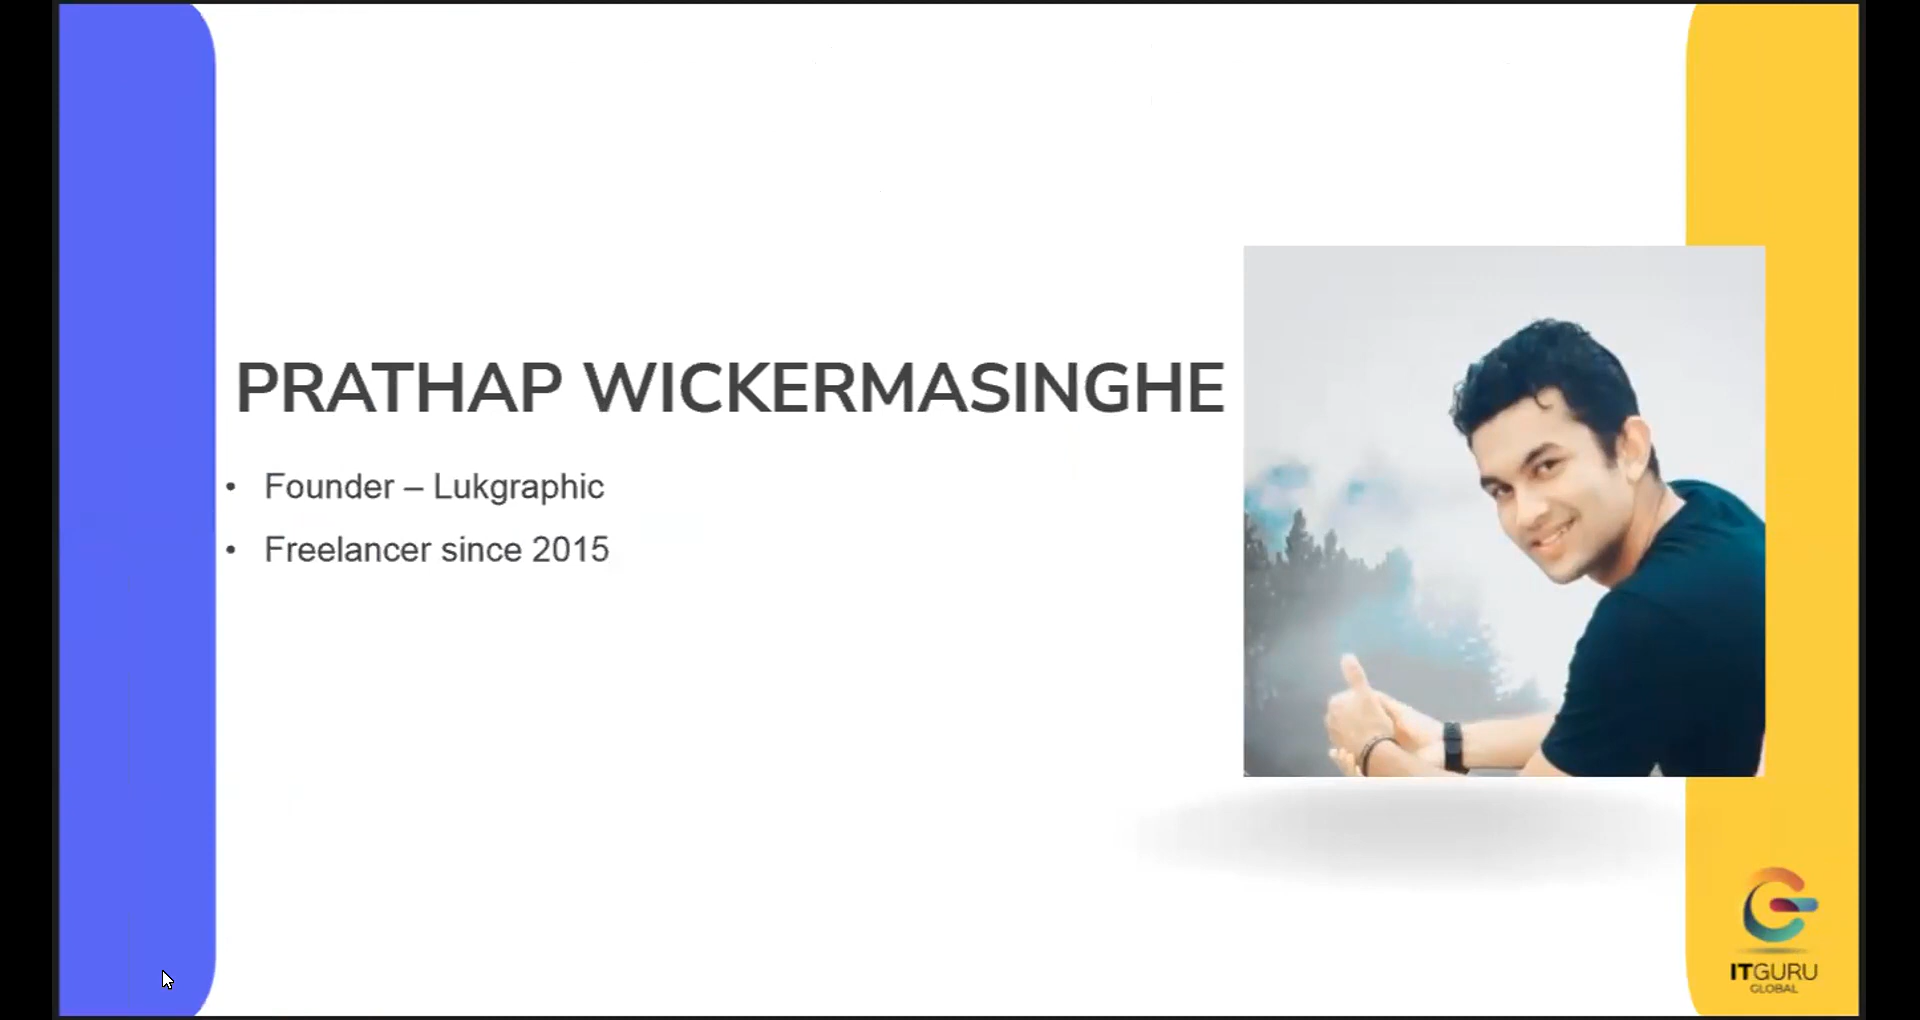 PRATHAP WICKERMASINGHE
• Founder – Lukgraphic
• Freelancer since 2015
ITGURU
GLOBAL